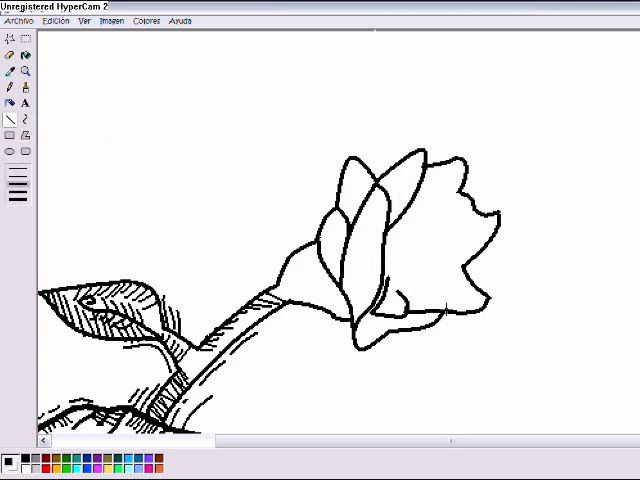 Unregistered HyperCam 2
Archivo Edición Ver Imagen Colores Ayuda
A